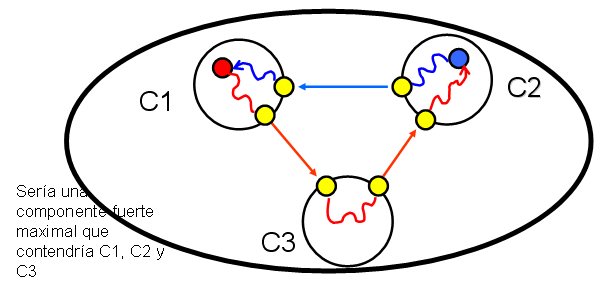 C1
C2
C3
Sería una
componente fuerte
maximal que
contendría C1, C2 y
C3